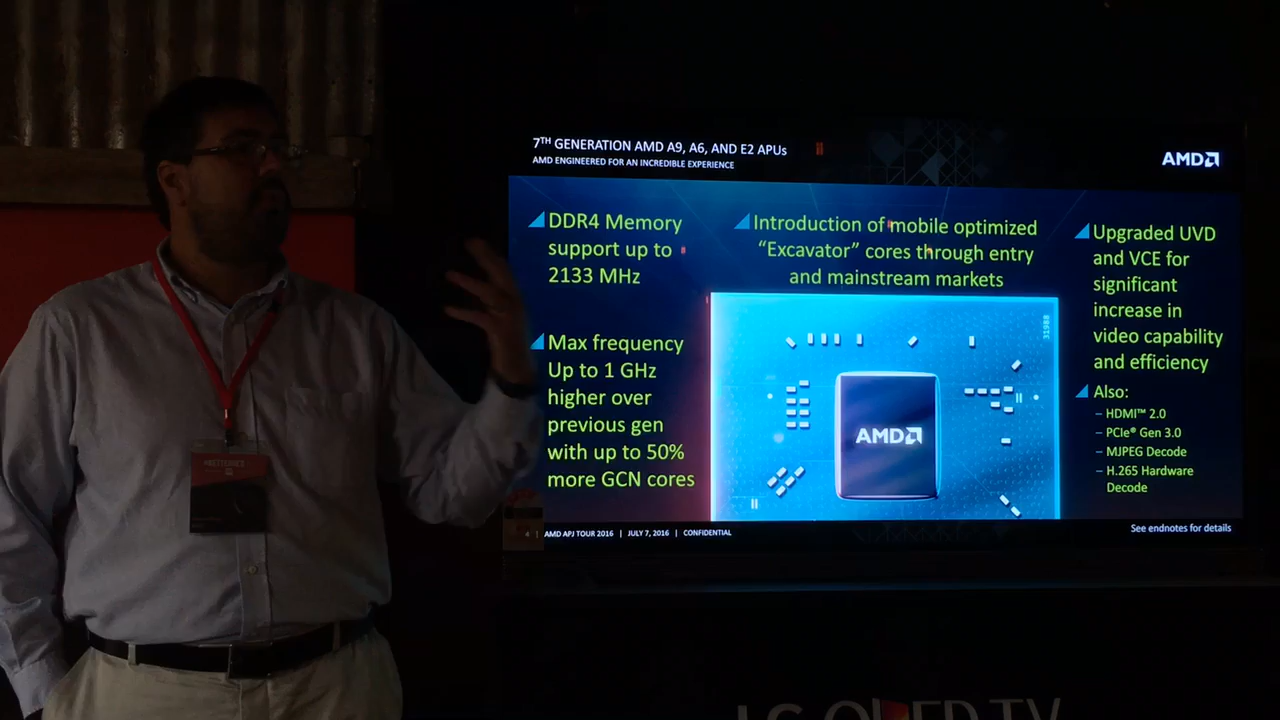 7TH GENERATION AMD A9, A6, AND E2 APUs
AMD ENGINEERED FOR AN INCREDIBLE EXPERIENCE
AMD
DDR4 Memory
support up to
2133 MHz
Max frequency
Up to 1 GHz
higher over
previous gen
with up to 50%
more GCN cores
Introduction of mobile optimized
“Excavator” cores through entry
and mainstream markets
31988
AMD
Upgraded UVD
and VCE for
significant
increase in
video capability
and efficiency
Also:
– HDMI™ 2.0
– PCIe® Gen 3.0
– MJPEG Decode
– H.265 Hardware
Decode
AMD APJ TOUR 2016 | JULY 7, 2016 | CONFIDENTIAL
See endnotes for details
LG OLED TV